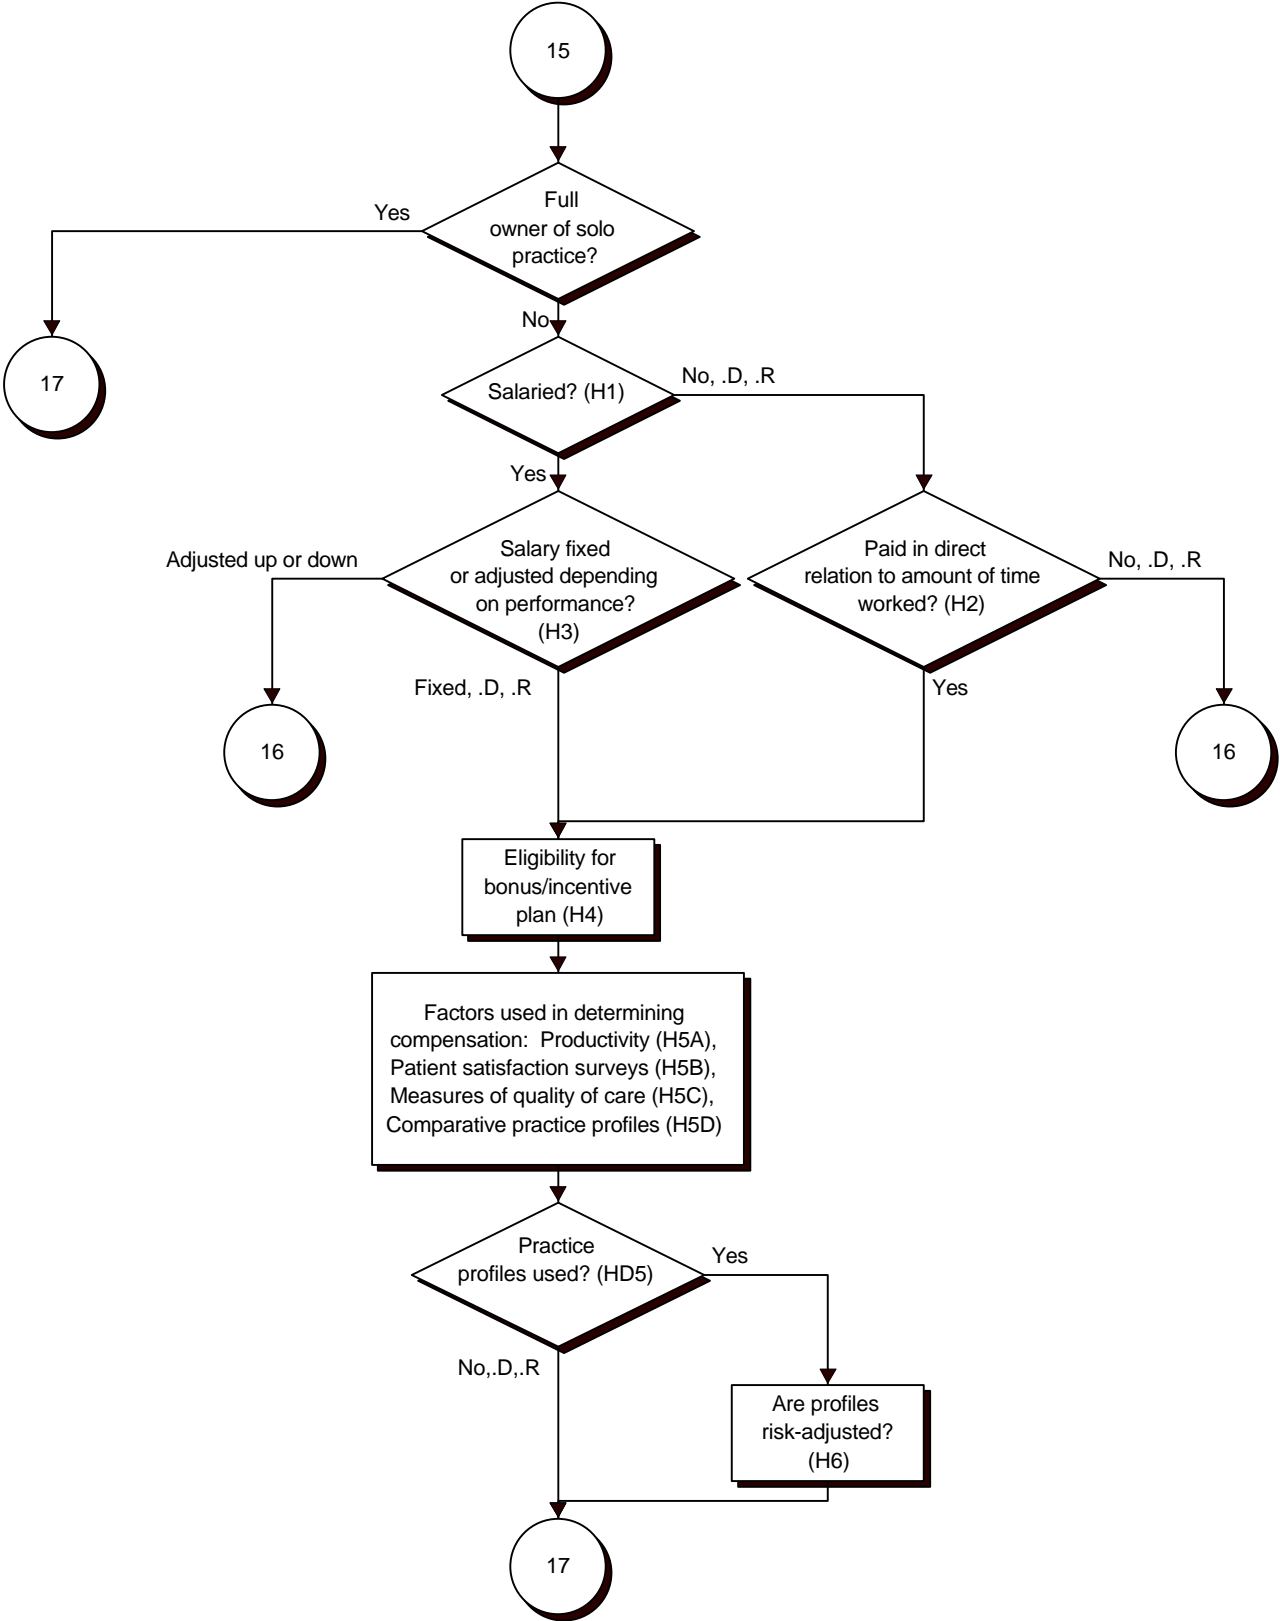 15
Full
owner of solo
practice?
Yes
No
17
Salaried? (H1)
No, .D, .R
Yes
Salary fixed
or adjusted depending
on performance?
(H3)
Adjusted up or down
Fixed, .D, .R
Paid in direct
relation to amount of time
worked? (H2)
No, .D, .R
Yes
16
16
Eligibility for
bonus/incentive
plan (H4)
Factors used in determining
compensation: Productivity (H5A),
Patient satisfaction surveys (H5B),
Measures of quality of care (H5C),
Comparative practice profiles (H5D)
Practice
profiles used? (HD5)
Yes
No,.D,.R
Are profiles
risk-adjusted?
(H6)
17